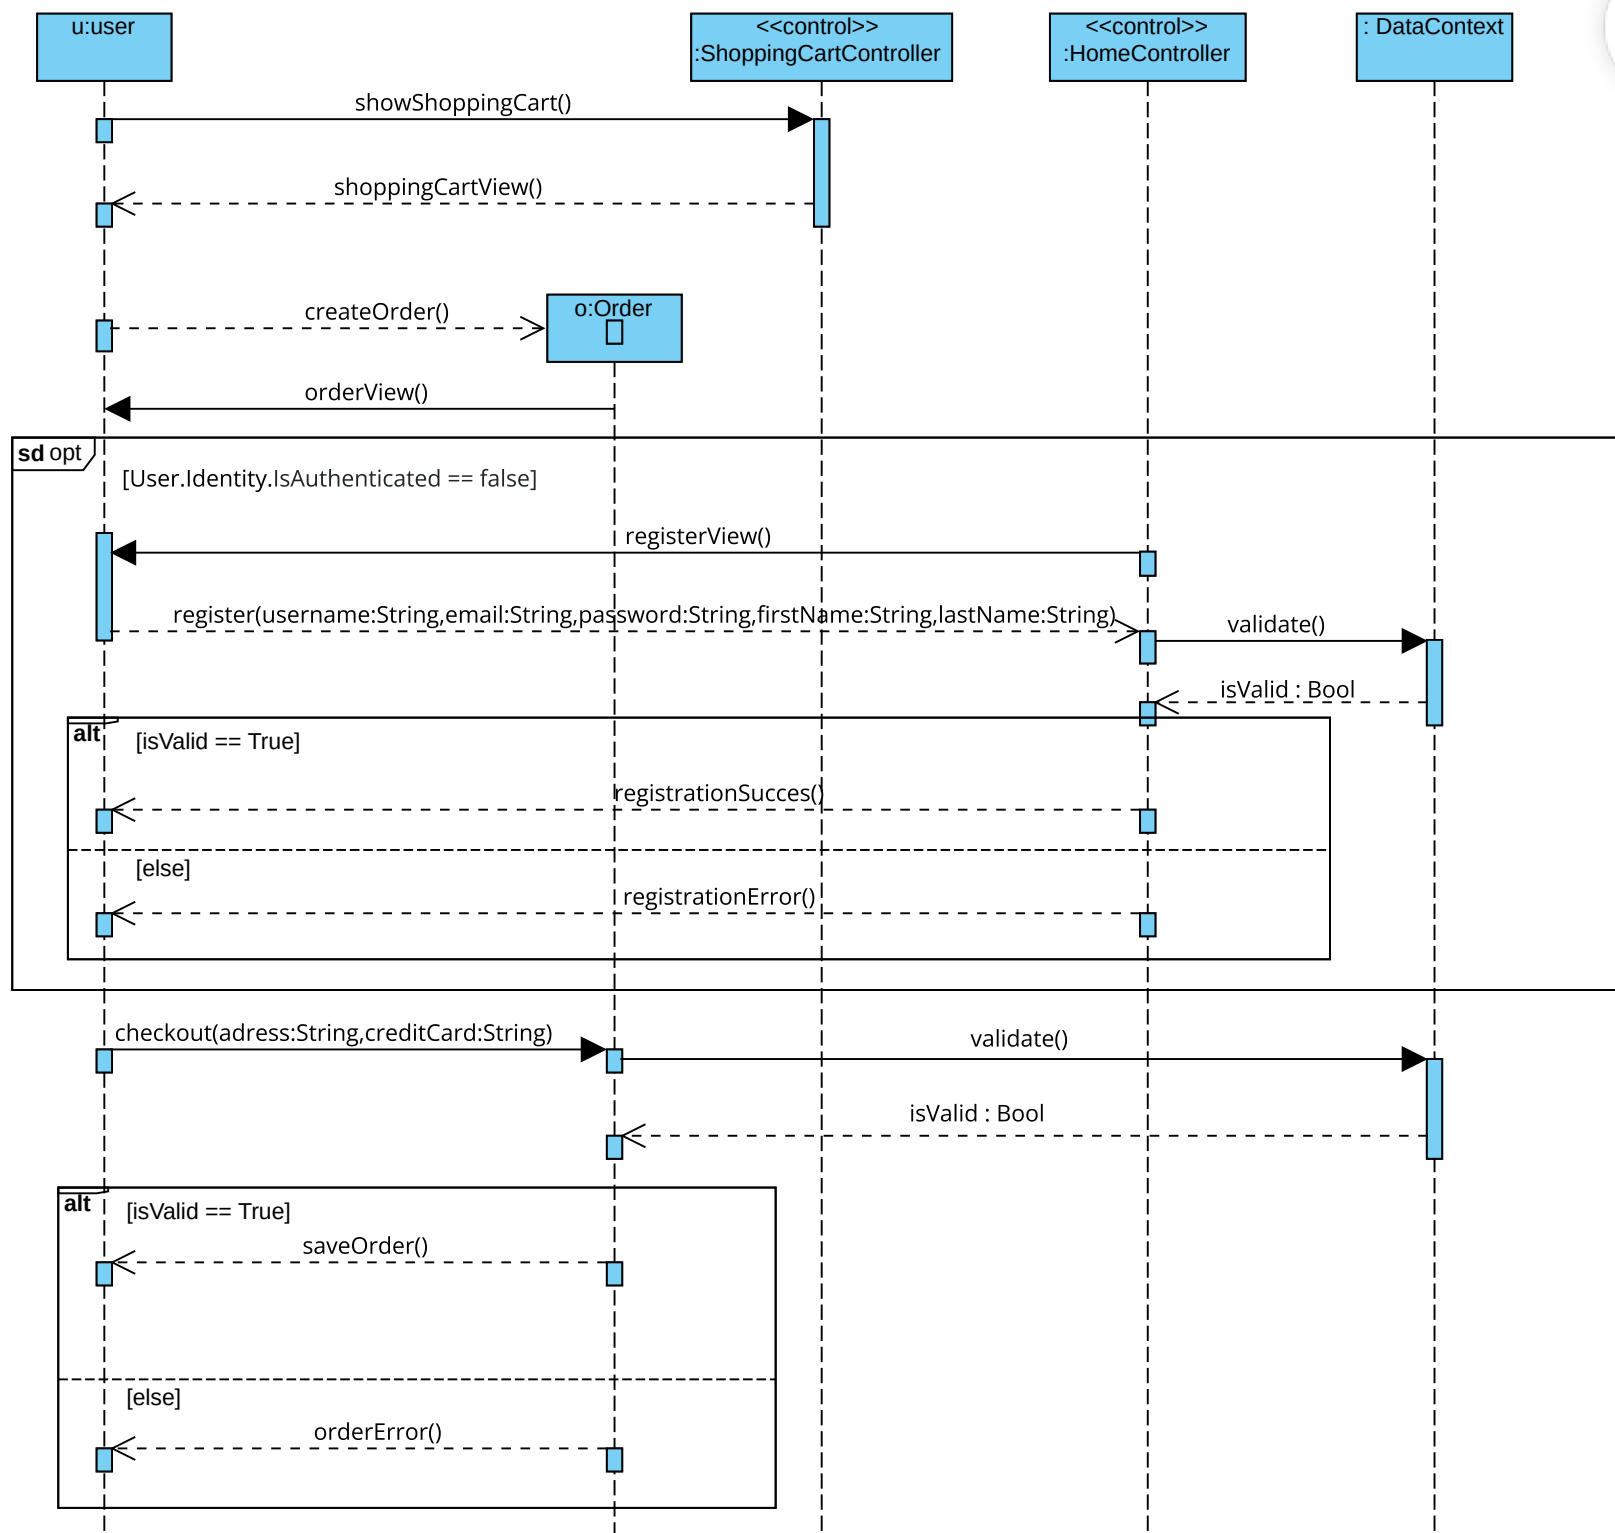 u:user
<<control>>
:ShoppingCartController
<<control>>
:HomeController
: DataContext
showShoppingCart()
shoppingCartView()
createOrder()
o:Order
orderView()
sd opt
[User.Identity.IsAuthenticated == false]
registerView()
register(username:String,email:String,password:String,firstName:String,lastName:String)
validate()
isValid : Bool
alt
[isValid == True]
registrationSucces()
[else]
registrationError()
checkout(adress:String,creditCard:String)
validate()
isValid : Bool
alt
[isValid == True]
saveOrder()
[else]
orderError()